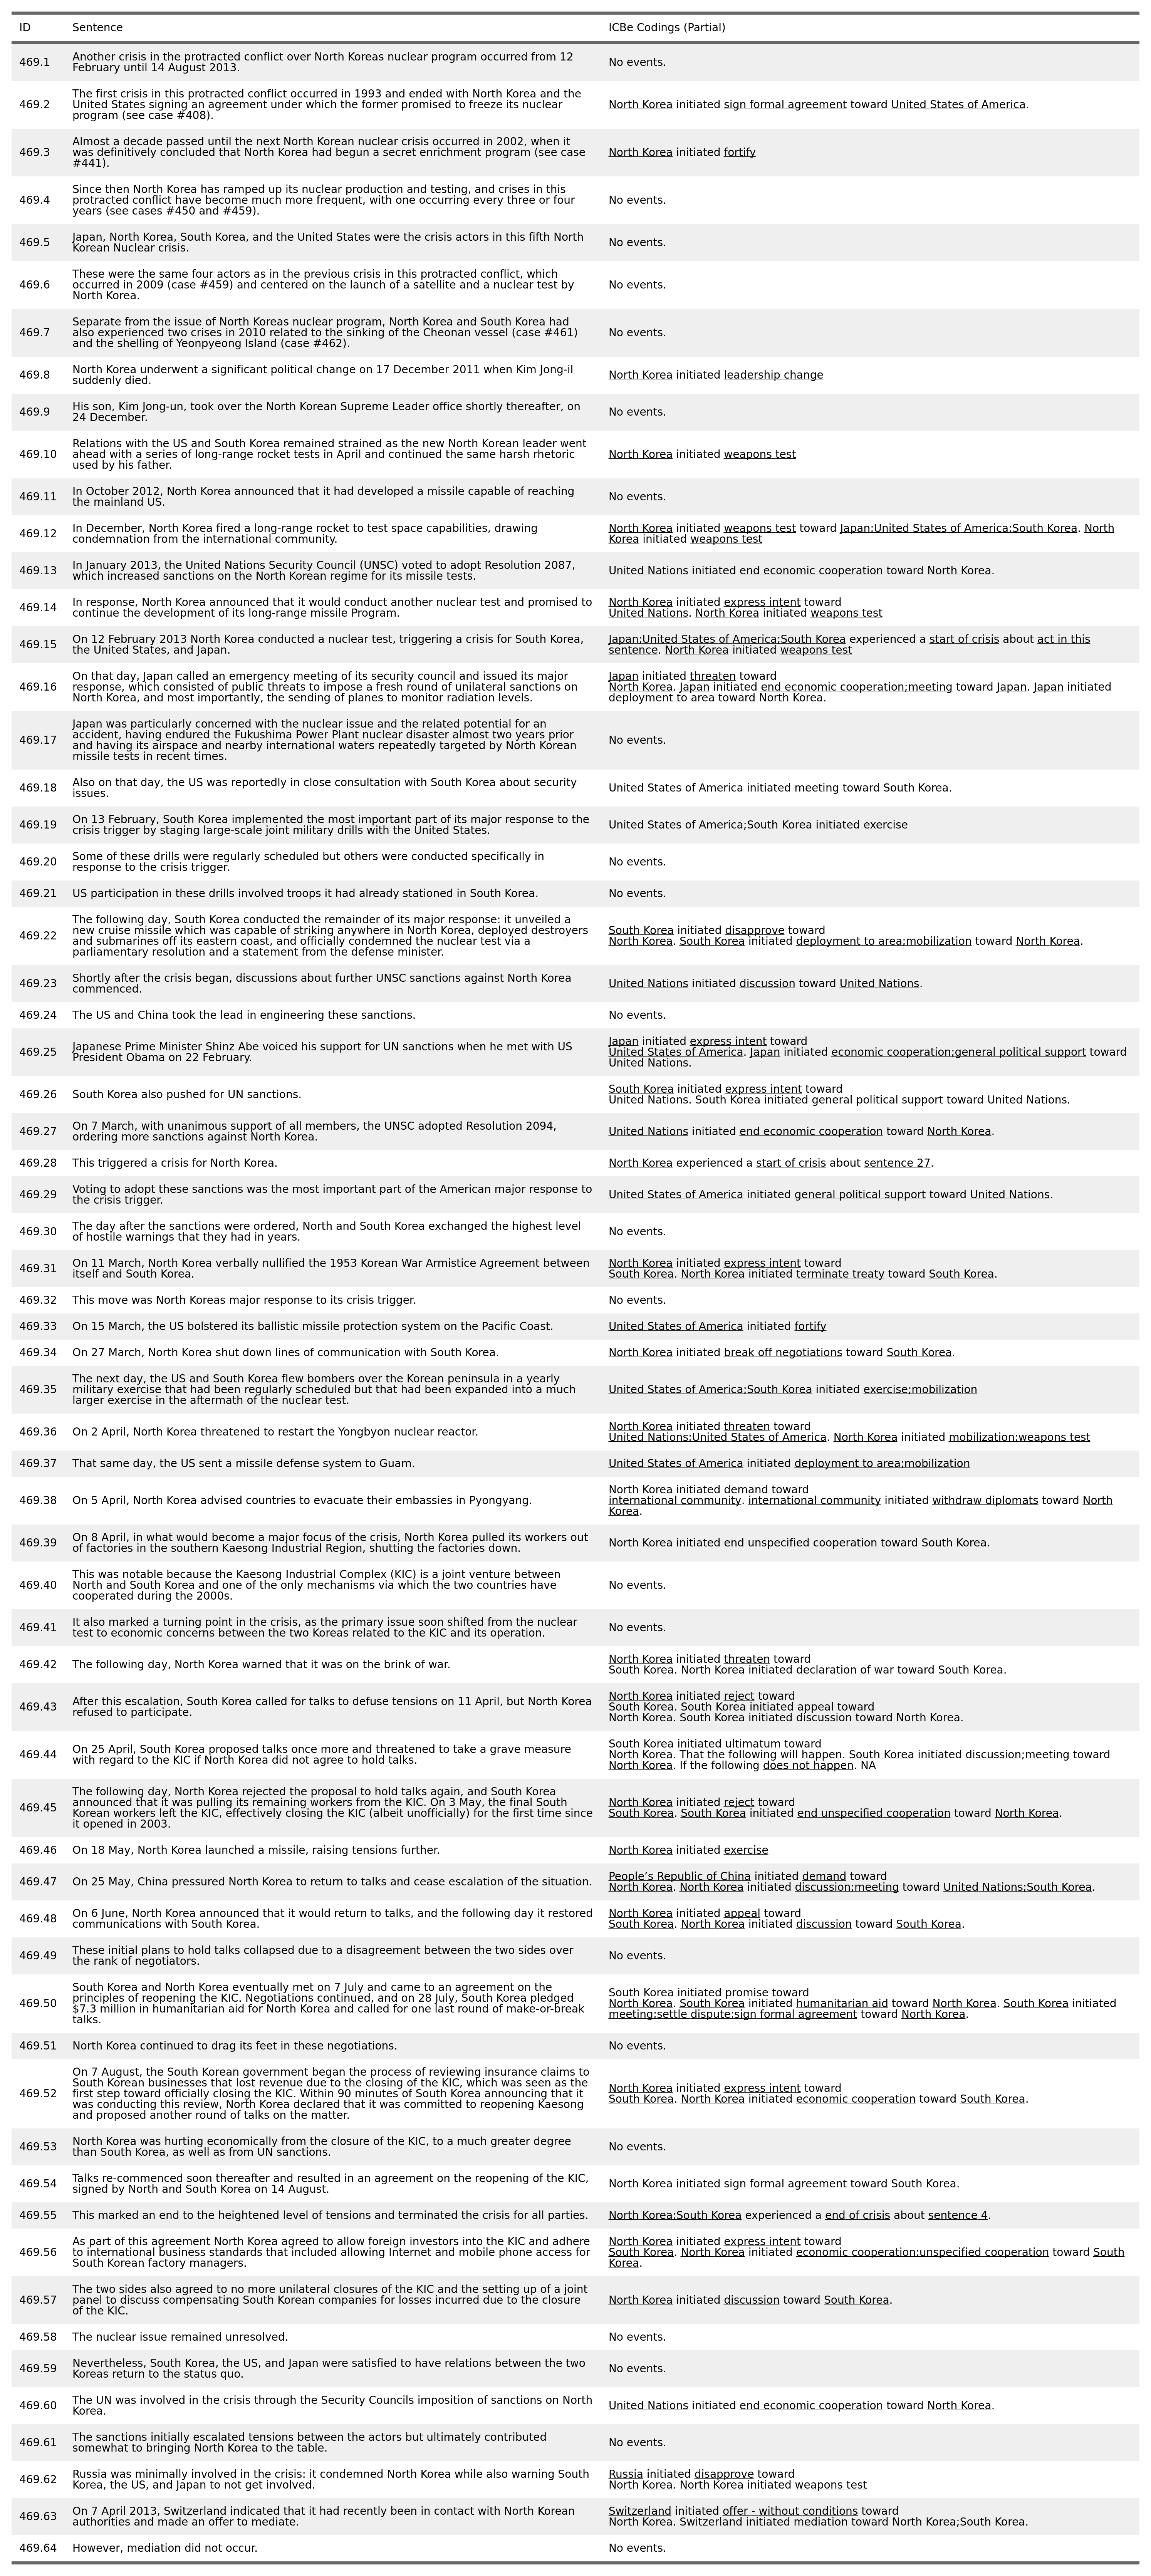 ID Sentence ICBe Codings (Partial)
469.1 Another crisis in the protracted conflict over North Koreas nuclear program occurred from 12
February until 14 August 2013.
No events.
469.2 The first crisis in this protracted conflict occurred in 1993 and ended with North Korea and the
United States signing an agreement under which the former promised to freeze its nuclear
program (see case #408).
North Korea initiated sign formal agreement toward United States of America.
469.3 Almost a decade passed until the next North Korean nuclear crisis occurred in 2002, when it
was definitively concluded that North Korea had begun a secret enrichment program (see case
#441).
North Korea initiated fortify
469.4 Since then North Korea has ramped up its nuclear production and testing, and crises in this
protracted conflict have become much more frequent, with one occurring every three or four
years (see cases #450 and #459).
No events.
469.5 Japan, North Korea, South Korea, and the United States were the crisis actors in this fifth North
Korean Nuclear crisis.
No events.
469.6 These were the same four actors as in the previous crisis in this protracted conflict, which
occurred in 2009 (case #459) and centered on the launch of a satellite and a nuclear test by
North Korea.
No events.
469.7 Separate from the issue of North Koreas nuclear program, North Korea and South Korea had
also experienced two crises in 2010 related to the sinking of the Cheonan vessel (case #461)
and the shelling of Yeonpyeong Island (case #462).
No events.
469.8 North Korea underwent a significant political change on 17 December 2011 when Kim Jong-il
suddenly died.
North Korea initiated leadership change
469.9 His son, Kim Jong-un, took over the North Korean Supreme Leader office shortly thereafter, on
24 December.
No events.
469.10 Relations with the US and South Korea remained strained as the new North Korean leader went
ahead with a series of long-range rocket tests in April and continued the same harsh rhetoric
used by his father.
North Korea initiated weapons test
469.11 In October 2012, North Korea announced that it had developed a missile capable of reaching
the mainland US.
No events.
469.12 In December, North Korea fired a long-range rocket to test space capabilities, drawing
condemnation from the international community.
North Korea initiated weapons test toward Japan;United States of America;South Korea. North
Korea initiated weapons test
469.13 In January 2013, the United Nations Security Council (UNSC) voted to adopt Resolution 2087,
which increased sanctions on the North Korean regime for its missile tests.
United Nations initiated end economic cooperation toward North Korea.
469.14 In response, North Korea announced that it would conduct another nuclear test and promised to
continue the development of its long-range missile Program.
North Korea initiated express intent toward
United Nations. North Korea initiated weapons test
469.15 On 12 February 2013 North Korea conducted a nuclear test, triggering a crisis for South Korea,
the United States, and Japan.
Japan;United States of America;South Korea experienced a start of crisis about act in this
sentence. North Korea initiated weapons test
469.16 On that day, Japan called an emergency meeting of its security council and issued its major
response, which consisted of public threats to impose a fresh round of unilateral sanctions on
North Korea, and most importantly, the sending of planes to monitor radiation levels.
Japan initiated threaten toward
North Korea. Japan initiated end economic cooperation;meeting toward Japan. Japan initiated
deployment to area toward North Korea.
469.17 Japan was particularly concerned with the nuclear issue and the related potential for an
accident, having endured the Fukushima Power Plant nuclear disaster almost two years prior
and having its airspace and nearby international waters repeatedly targeted by North Korean
missile tests in recent times.
No events.
469.18 Also on that day, the US was reportedly in close consultation with South Korea about security
issues.
United States of America initiated meeting toward South Korea.
469.19 On 13 February, South Korea implemented the most important part of its major response to the
crisis trigger by staging large-scale joint military drills with the United States.
United States of America;South Korea initiated exercise
469.20 Some of these drills were regularly scheduled but others were conducted specifically in
response to the crisis trigger.
No events.
469.21 US participation in these drills involved troops it had already stationed in South Korea.
No events.
469.22 The following day, South Korea conducted the remainder of its major response: it unveiled a
new cruise missile which was capable of striking anywhere in North Korea, deployed destroyers
and submarines off its eastern coast, and officially condemned the nuclear test via a
parliamentary resolution and a statement from the defense minister.
South Korea initiated disapprove toward
North Korea. South Korea initiated deployment to area;mobilization toward North Korea.
469.23 Shortly after the crisis began, discussions about further UNSC sanctions against North Korea
commenced.
United Nations initiated discussion toward United Nations.
469.24 The US and China took the lead in engineering these sanctions.
No events.
469.25 Japanese Prime Minister Shinz Abe voiced his support for UN sanctions when he met with US
President Obama on 22 February.
Japan initiated express intent toward
United States of America. Japan initiated economic cooperation;general political support toward
United Nations.
469.26 South Korea also pushed for UN sanctions.
South Korea initiated express intent toward
United Nations. South Korea initiated general political support toward United Nations.
469.27 On 7 March, with unanimous support of all members, the UNSC adopted Resolution 2094,
ordering more sanctions against North Korea.
United Nations initiated end economic cooperation toward North Korea.
469.28 This triggered a crisis for North Korea.
North Korea experienced a start of crisis about sentence 27.
469.29 Voting to adopt these sanctions was the most important part of the American major response to
the crisis trigger.
United States of America initiated general political support toward United Nations.
469.30 The day after the sanctions were ordered, North and South Korea exchanged the highest level
of hostile warnings that they had in years.
No events.
469.31 On 11 March, North Korea verbally nullified the 1953 Korean War Armistice Agreement between
itself and South Korea.
North Korea initiated express intent toward
South Korea. North Korea initiated terminate treaty toward South Korea.
469.32 This move was North Koreas major response to its crisis trigger.
No events.
469.33 On 15 March, the US bolstered its ballistic missile protection system on the Pacific Coast.
United States of America initiated fortify
469.34 On 27 March, North Korea shut down lines of communication with South Korea.
North Korea initiated break off negotiations toward South Korea.
469.35 The next day, the US and South Korea flew bombers over the Korean peninsula in a yearly
military exercise that had been regularly scheduled but that had been expanded into a much
larger exercise in the aftermath of the nuclear test.
United States of America;South Korea initiated exercise;mobilization
469.36 On 2 April, North Korea threatened to restart the Yongbyon nuclear reactor.
North Korea initiated threaten toward
United Nations;United States of America. North Korea initiated mobilization;weapons test
469.37 That same day, the US sent a missile defense system to Guam.
United States of America initiated deployment to area;mobilization
469.38 On 5 April, North Korea advised countries to evacuate their embassies in Pyongyang.
North Korea initiated demand toward
international community. international community initiated withdraw diplomats toward North
Korea.
469.39 On 8 April, in what would become a major focus of the crisis, North Korea pulled its workers out
of factories in the southern Kaesong Industrial Region, shutting the factories down.
North Korea initiated end unspecified cooperation toward South Korea.
469.40 This was notable because the Kaesong Industrial Complex (KIC) is a joint venture between
North and South Korea and one of the only mechanisms via which the two countries have
cooperated during the 2000s.
No events.
469.41 It also marked a turning point in the crisis, as the primary issue soon shifted from the nuclear
test to economic concerns between the two Koreas related to the KIC and its operation.
No events.
469.42 The following day, North Korea warned that it was on the brink of war.
North Korea initiated threaten toward
South Korea. North Korea initiated declaration of war toward South Korea.
469.43 After this escalation, South Korea called for talks to defuse tensions on 11 April, but North Korea
refused to participate.
North Korea initiated reject toward
South Korea. South Korea initiated appeal toward
North Korea. South Korea initiated discussion toward North Korea.
469.44 On 25 April, South Korea proposed talks once more and threatened to take a grave measure
with regard to the KIC if North Korea did not agree to hold talks.
South Korea initiated ultimatum toward
North Korea. That the following will happen. South Korea initiated discussion;meeting toward
North Korea. If the following does not happen. NA
469.45 The following day, North Korea rejected the proposal to hold talks again, and South Korea
announced that it was pulling its remaining workers from the KIC. On 3 May, the final South
Korean workers left the KIC, effectively closing the KIC (albeit unofficially) for the first time since
it opened in 2003.
North Korea initiated reject toward
South Korea. South Korea initiated end unspecified cooperation toward North Korea.
469.46 On 18 May, North Korea launched a missile, raising tensions further.
North Korea initiated exercise
469.47 On 25 May, China pressured North Korea to return to talks and cease escalation of the situation.
People’s Republic of China initiated demand toward
North Korea. North Korea initiated discussion;meeting toward United Nations;South Korea.
469.48 On 6 June, North Korea announced that it would return to talks, and the following day it restored
communications with South Korea.
North Korea initiated appeal toward
South Korea. North Korea initiated discussion toward South Korea.
469.49 These initial plans to hold talks collapsed due to a disagreement between the two sides over
the rank of negotiators.
No events.
469.50 South Korea and North Korea eventually met on 7 July and came to an agreement on the
principles of reopening the KIC. Negotiations continued, and on 28 July, South Korea pledged
$7.3 million in humanitarian aid for North Korea and called for one last round of make-or-break
talks.
South Korea initiated promise toward
North Korea. South Korea initiated humanitarian aid toward North Korea. South Korea initiated
meeting;settle dispute;sign formal agreement toward North Korea.
469.51 North Korea continued to drag its feet in these negotiations.
No events.
469.52 On 7 August, the South Korean government began the process of reviewing insurance claims to
South Korean businesses that lost revenue due to the closing of the KIC, which was seen as the
first step toward officially closing the KIC. Within 90 minutes of South Korea announcing that it
was conducting this review, North Korea declared that it was committed to reopening Kaesong
and proposed another round of talks on the matter.
North Korea initiated express intent toward
South Korea. North Korea initiated economic cooperation toward South Korea.
469.53 North Korea was hurting economically from the closure of the KIC, to a much greater degree
than South Korea, as well as from UN sanctions.
No events.
469.54 Talks re-commenced soon thereafter and resulted in an agreement on the reopening of the KIC,
signed by North and South Korea on 14 August.
North Korea initiated sign formal agreement toward South Korea.
469.55 This marked an end to the heightened level of tensions and terminated the crisis for all parties.
North Korea;South Korea experienced a end of crisis about sentence 4.
469.56 As part of this agreement North Korea agreed to allow foreign investors into the KIC and adhere
to international business standards that included allowing Internet and mobile phone access for
South Korean factory managers.
North Korea initiated express intent toward
South Korea. North Korea initiated economic cooperation;unspecified cooperation toward South
Korea.
469.57 The two sides also agreed to no more unilateral closures of the KIC and the setting up of a joint
panel to discuss compensating South Korean companies for losses incurred due to the closure
of the KIC.
North Korea initiated discussion toward South Korea.
469.58 The nuclear issue remained unresolved.
No events.
469.59 Nevertheless, South Korea, the US, and Japan were satisfied to have relations between the two
Koreas return to the status quo.
No events.
469.60 The UN was involved in the crisis through the Security Councils imposition of sanctions on North
Korea.
United Nations initiated end economic cooperation toward North Korea.
469.61 The sanctions initially escalated tensions between the actors but ultimately contributed
somewhat to bringing North Korea to the table.
No events.
469.62 Russia was minimally involved in the crisis: it condemned North Korea while also warning South
Korea, the US, and Japan to not get involved.
Russia initiated disapprove toward
North Korea. North Korea initiated weapons test
469.63 On 7 April 2013, Switzerland indicated that it had recently been in contact with North Korean
authorities and made an offer to mediate.
Switzerland initiated offer - without conditions toward
North Korea. Switzerland initiated mediation toward North Korea;South Korea.
469.64 However, mediation did not occur.
No events.